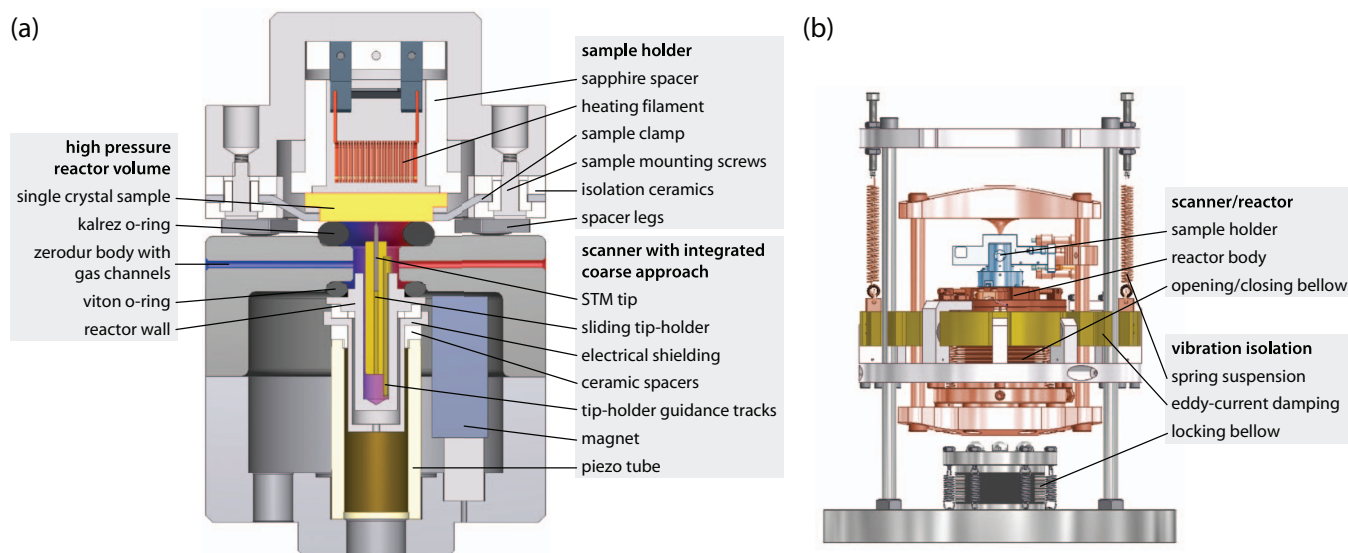 (a)
high pressure
reactor volume
single crystal sample
kalrez o-ring
zerodur body with
gas channels
viton o-ring
reactor wall
sample holder
sapphire spacer
heating filament
sample clamp
sample mounting screws
isolation ceramics
spacer legs
scanner with integrated
coarse approach
STM tip
sliding tip-holder
electrical shielding
ceramic spacers
tip-holder guidance tracks
magnet
piezo tube
(b)
scanner/reactor
sample holder
reactor body
opening/closing bellow
vibration isolation
spring suspension
eddy-current damping
locking bellow